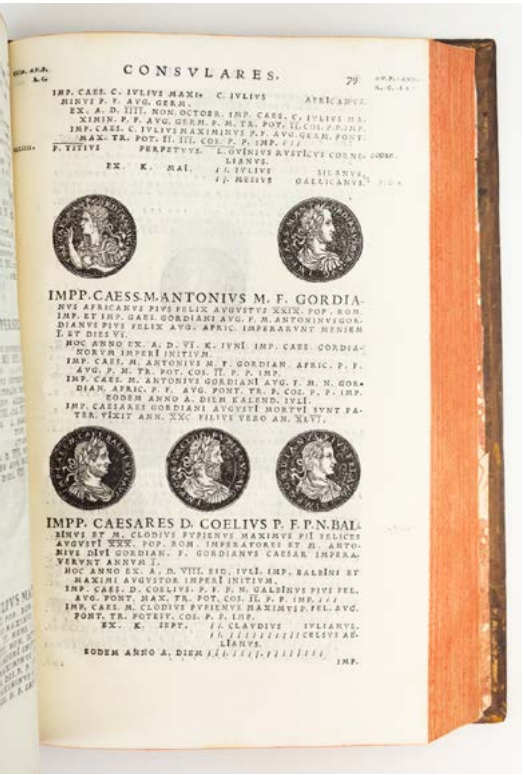 CONSVLARES. 79
IMP. CAES. C. IVLIVS MAXI- C. IVLIVS AFRICANVS.
MINVS P. F. AVG. GERM.
EX. A. D. IIII. NON. OCTOBR. IMP. CAES. C. IVLIVS MA-
XIMIN. P. F. AVG. GERM. P. M. TR. POT. II. COS. P.P. IMP.
IMP. CAES. C. IVLIVS MAXIMINVS P. F. AVG. GERM. PONT.
MAX. TR. POT. II. III. COS. P. P. IMP.
P. TITIVS PERPETVVS. L. OVINIVS RVSTICVS CORNE-
LIANVS.
EX. K. MAI. IVLIVS SILANVS.
MESIVS GALLICANVS.
IMPP. CAESS. M. ANTONIVS M. F. GORDIA-
NVS AFRICANVS PIVS FELIX AVGVSTVS XXIX. POP. ROM.
IMP. ET IMP. CAES. GORDIANI AVG. F. M. ANTONINVS GOR-
DIANVS PIVS FELIX AVG. AFRIC. IMPERARVNT MENSEM
I. ET DIES VI.
HOC ANNO EX. A. D. VI. K. IVNI. IMP. CAES. GORDIA-
NORVM IMPERI INITIVM.
IMP. CAES. M. ANTONIVS M. F. GORDIAN. AFRIC. P. F.
AVG. P. M. TR. POT. COS. II. P. P. IMP.
IMP. CAES. M. ANTONIVS GORDIANI AVG. F. M. N. GOR-
DIAN. AFRIC. P. F. AVG. PONT. TR. P. COS. P. P. IMP.
EODEM ANNO A. DIEM KALEND. IVLI.
IMP. CAESARES GORDIANI AVGVSTI MORTVI SVNT PA-
TER. VIXIT ANN. XXC FILIVS VERO AN. XLVI.
IMPP. CAESARES D. COELIVS P. F. P. N. BAL-
BINVS ET M. CLODIVS PVPIENVS MAXIMVS PII FELICES
AVGVSTI XXX. POP. ROM. IMPERATORES ET M. ANTO-
NIVS DIVI GORDIAN. F. GORDIANVS CAESAR IMPERA-
VERVNT ANNVM I.
HOC ANNO EX. A. D. VIII. EID. IVLI. IMP. BALBINI ET
MAXIMI AVGVSTOR IMPERI INITIVM.
IMP. CAES. D. COELIVS. P. F. P. N. GALBINVS PIVS FEL.
AVG. PONT. MAX. TR. POT. COS. II. P. P. IMP.
IMP. CAES. M. CLODIVS PVPIENVS MAXIMVS P. FEL. AVG.
PONT. TR. POTEST. COS. P. P. IMP.
EX. K. SEPT. CLAVDIVS IVLIANVS.
CELSVS AE-
LIANVS.
EODEM ANNO A. DIEM
IMP.